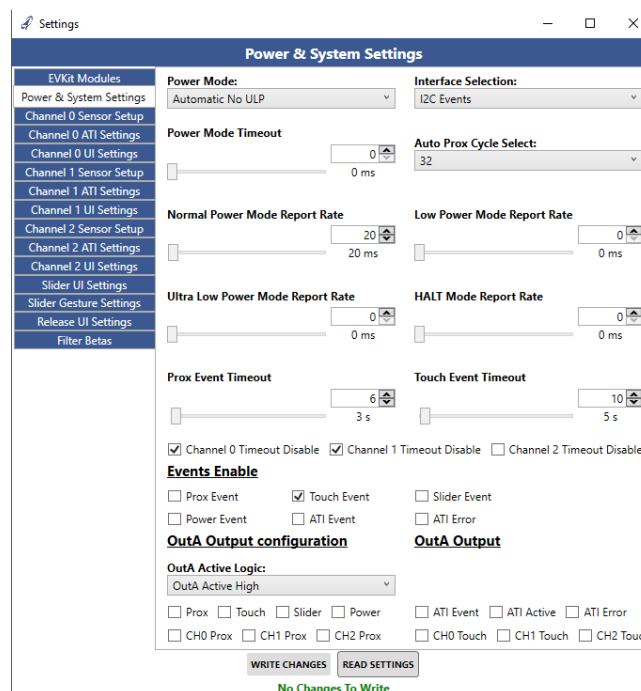 Settings
Power & System Settings
EVKit Modules
Power & System Settings
Channel 0 Sensor Setup
Channel 0 ATI Settings
Channel 0 UI Settings
Channel 1 Sensor Setup
Channel 1 ATI Settings
Channel 1 UI Settings
Channel 2 Sensor Setup
Channel 2 ATI Settings
Channel 2 UI Settings
Slider UI Settings
Slider Gesture Settings
Release UI Settings
Filter Betas
Power Mode: Interface Selection:
Automatic No ULP I2C Events
Power Mode Timeout Auto Prox Cycle Select:
0 32
0 ms
Normal Power Mode Report Rate Low Power Mode Report Rate
20 0
20 ms 0 ms
Ultra Low Power Mode Report Rate HALT Mode Report Rate
0 0
0 ms 0 ms
Prox Event Timeout Touch Event Timeout
6 10
3 s 5 s
Channel 0 Timeout Disable Channel 1 Timeout Disable Channel 2 Timeout Disable
Events Enable
Prox Event Touch Event Slider Event
Power Event ATI Event ATI Error
OutA Output configuration OutA Output
OutA Active Logic:
OutA Active High
Prox Touch Slider Power ATI Event ATI Active ATI Error
CH0 Prox CH1 Prox CH2 Prox CH0 Touch CH1 Touch CH2 Touc
WRITE CHANGES READ SETTINGS
No Changes To Write